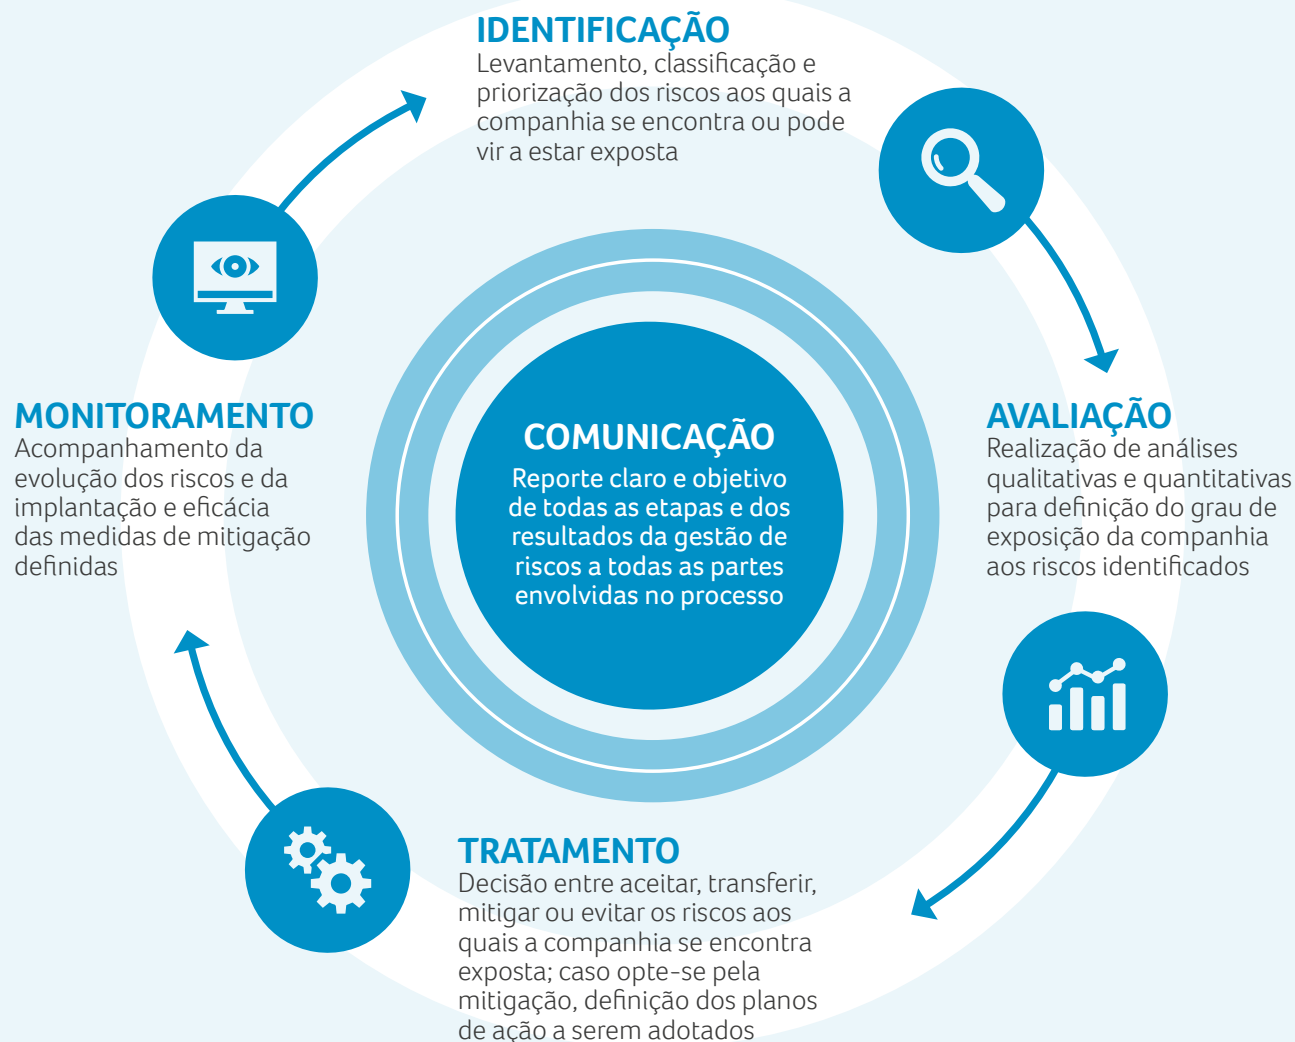 IDENTIFICAÇÃO
Levantamento, classificação e
priorização dos riscos aos quais a
companhia se encontra ou pode
vir a estar exposta
AVALIAÇÃO
Realização de análises
qualitativas e quantitativas
para definição do grau de
exposição da companhia
aos riscos identificados
TRATAMENTO
Decisão entre aceitar, transferir,
mitigar ou evitar os riscos aos
quais a companhia se encontra
exposta; caso opte-se pela
mitigação, definição dos planos
de ação a serem adotados
MONITORAMENTO
Acompanhamento da
evolução dos riscos e da
implantação e eficácia
das medidas de mitigação
definidas
COMUNICAÇÃO
Reporte claro e objetivo
de todas as etapas e dos
resultados da gestão de
riscos a todas as partes
envolvidas no processo